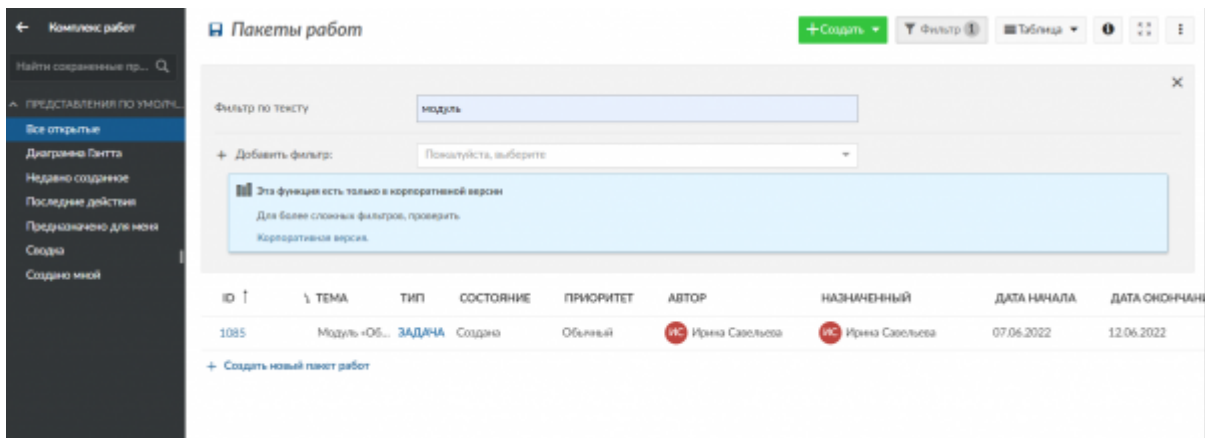 Комплекс работ
Пакеты работ
+ Создать
Фильтр 1
Таблица
Найти сохраненные пр...
ПРЕДСТАВЛЕНИЯ ПО УМОЛЧ...
Все открытые
Диаграмма Гантта
Недавно созданное
Последние действия
Предназначено для меня
Сводка
Создано мной
Фильтр по тексту
модуль
+ Добавить фильтр:
Пожалуйста, выберите
Эта функция есть только в корпоративной версии
Для более сложных фильтров, проверить
Корпоративная версия.
ID ТЕМА ТИП СОСТОЯНИЕ ПРИОРИТЕТ АВТОР НАЗНАЧЕННЫЙ ДАТА НАЧАЛА ДАТА ОКОНЧАНИ
1085 Модуль «Об... ЗАДАЧА Создана Обычный ИС Ирина Савельева ИС Ирина Савельева 07.06.2022 12.06.2022
+ Создать новый пакет работ